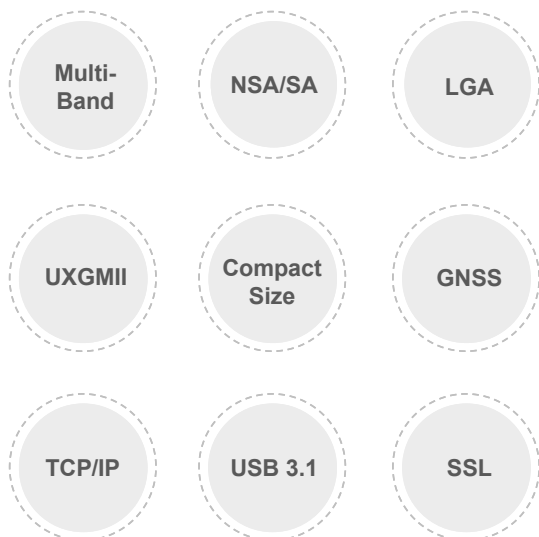 Multi-
Band
NSA/SA
LGA
UXGMII
Compact
Size
GNSS
TCP/IP
USB 3.1
SSL